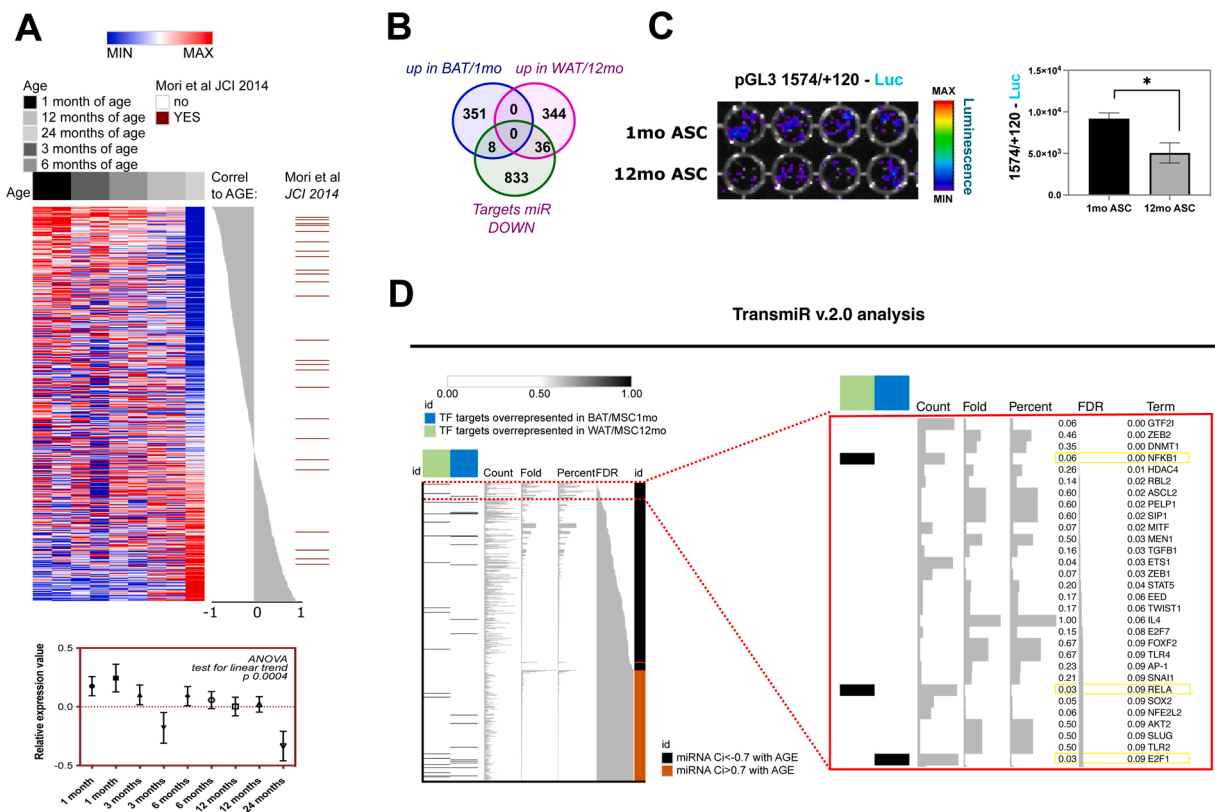 A
MIN MAX
Age
1 month of age
12 months of age
24 months of age
3 months of age
6 months of age
Mori et al JCI 2014
no
YES
Age
Correl
to AGE:
Mori et al
JCI 2014
-1 0 1
Relative expression value
0.5
0.0
-0.5
ANOVA
test for linear trend
p 0.0004
1 month
1 month
3 months
3 months
6 months
6 months
12 months
12 months
24 months
B
up in BAT/1mo up in WAT/12mo
351 0 344
0
8 36
833
Targets miR
DOWN
C
pGL3 1574/+120 - Luc
1mo ASC
12mo ASC
MAX
Luminescence
MIN
1574/+120 - Luc
1.5×10⁴
1.0×10⁴
5.0×10³
0.0
*
1mo ASC 12mo ASC
D
TransmiR v.2.0 analysis
0.00 0.50 1.00
id
TF targets overrepresented in BAT/MSC1mo
TF targets overrepresented in WAT/MSC12mo
id Count Fold Percent FDR id
id
miRNA Ci<-0.7 with AGE
miRNA Ci>0.7 with AGE
Count Fold Percent FDR Term
0.06 0.00 GTF2I
0.46 0.00 ZEB2
0.35 0.00 DNMT1
0.06 0.00 NFKB1
0.26 0.01 HDAC4
0.14 0.02 RBL2
0.60 0.02 ASCL2
0.60 0.02 PELP1
0.60 0.02 SIP1
0.07 0.02 MITF
0.50 0.03 MEN1
0.16 0.03 TGFB1
0.04 0.03 ETS1
0.07 0.03 ZEB1
0.20 0.04 STAT5
0.17 0.06 EED
0.17 0.06 TWIST1
1.00 0.06 IL4
0.15 0.08 E2F7
0.67 0.09 FOXF2
0.67 0.09 TLR4
0.23 0.09 AP-1
0.21 0.09 SNAI1
0.03 0.09 RELA
0.05 0.09 SOX2
0.06 0.09 NFE2L2
0.50 0.09 AKT2
0.50 0.09 SLUG
0.50 0.09 TLR2
0.03 0.09 E2F1